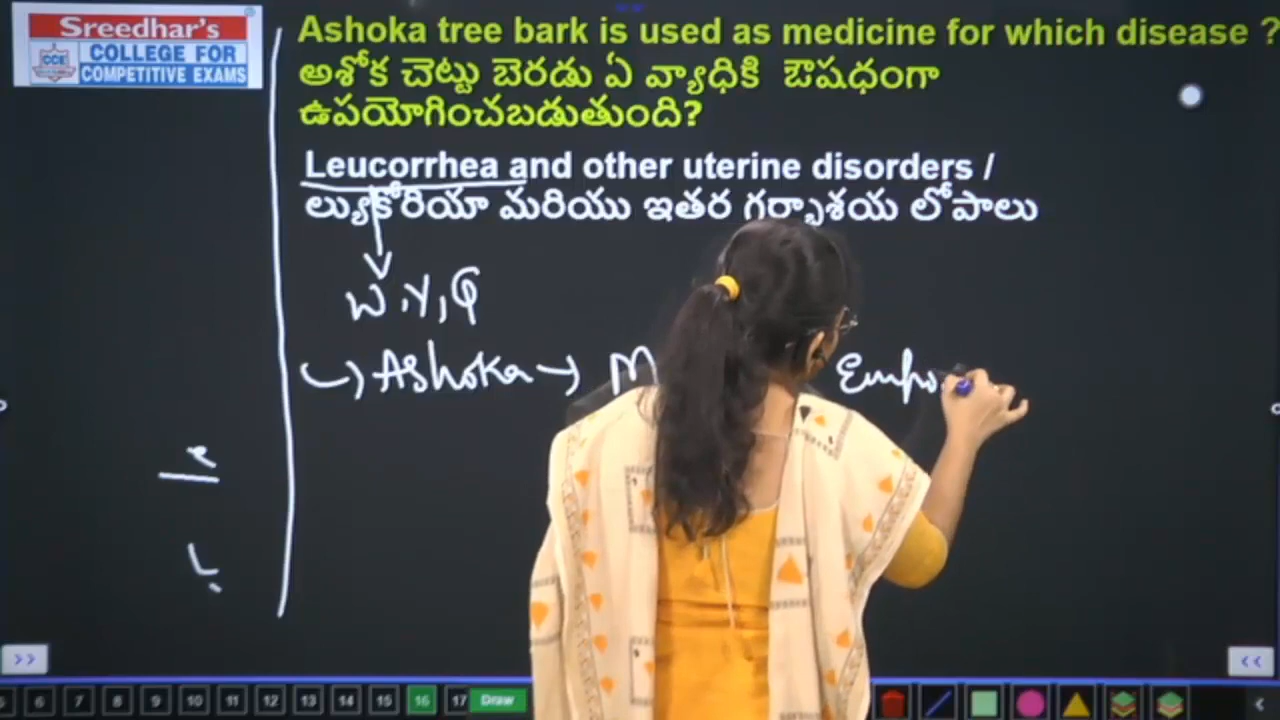 Sreedhar's
CCE
COLLEGE FOR
COMPETITIVE EXAMS
Ashoka tree bark is used as medicine for which disease ?
అశోక చెట్టు బెరడు ఏ వ్యాధికి ఔషధంగా
ఉపయోగించబడుతుంది?
Leucorrhea and other uterine disorders /
ల్యుకోరియా మరియు ఇతర గర్భాశయ లోపాలు
W, Y,
Ashoka → M
>> <<
6 7 8 9 10 11 12 13 14 15 16 17 Draw